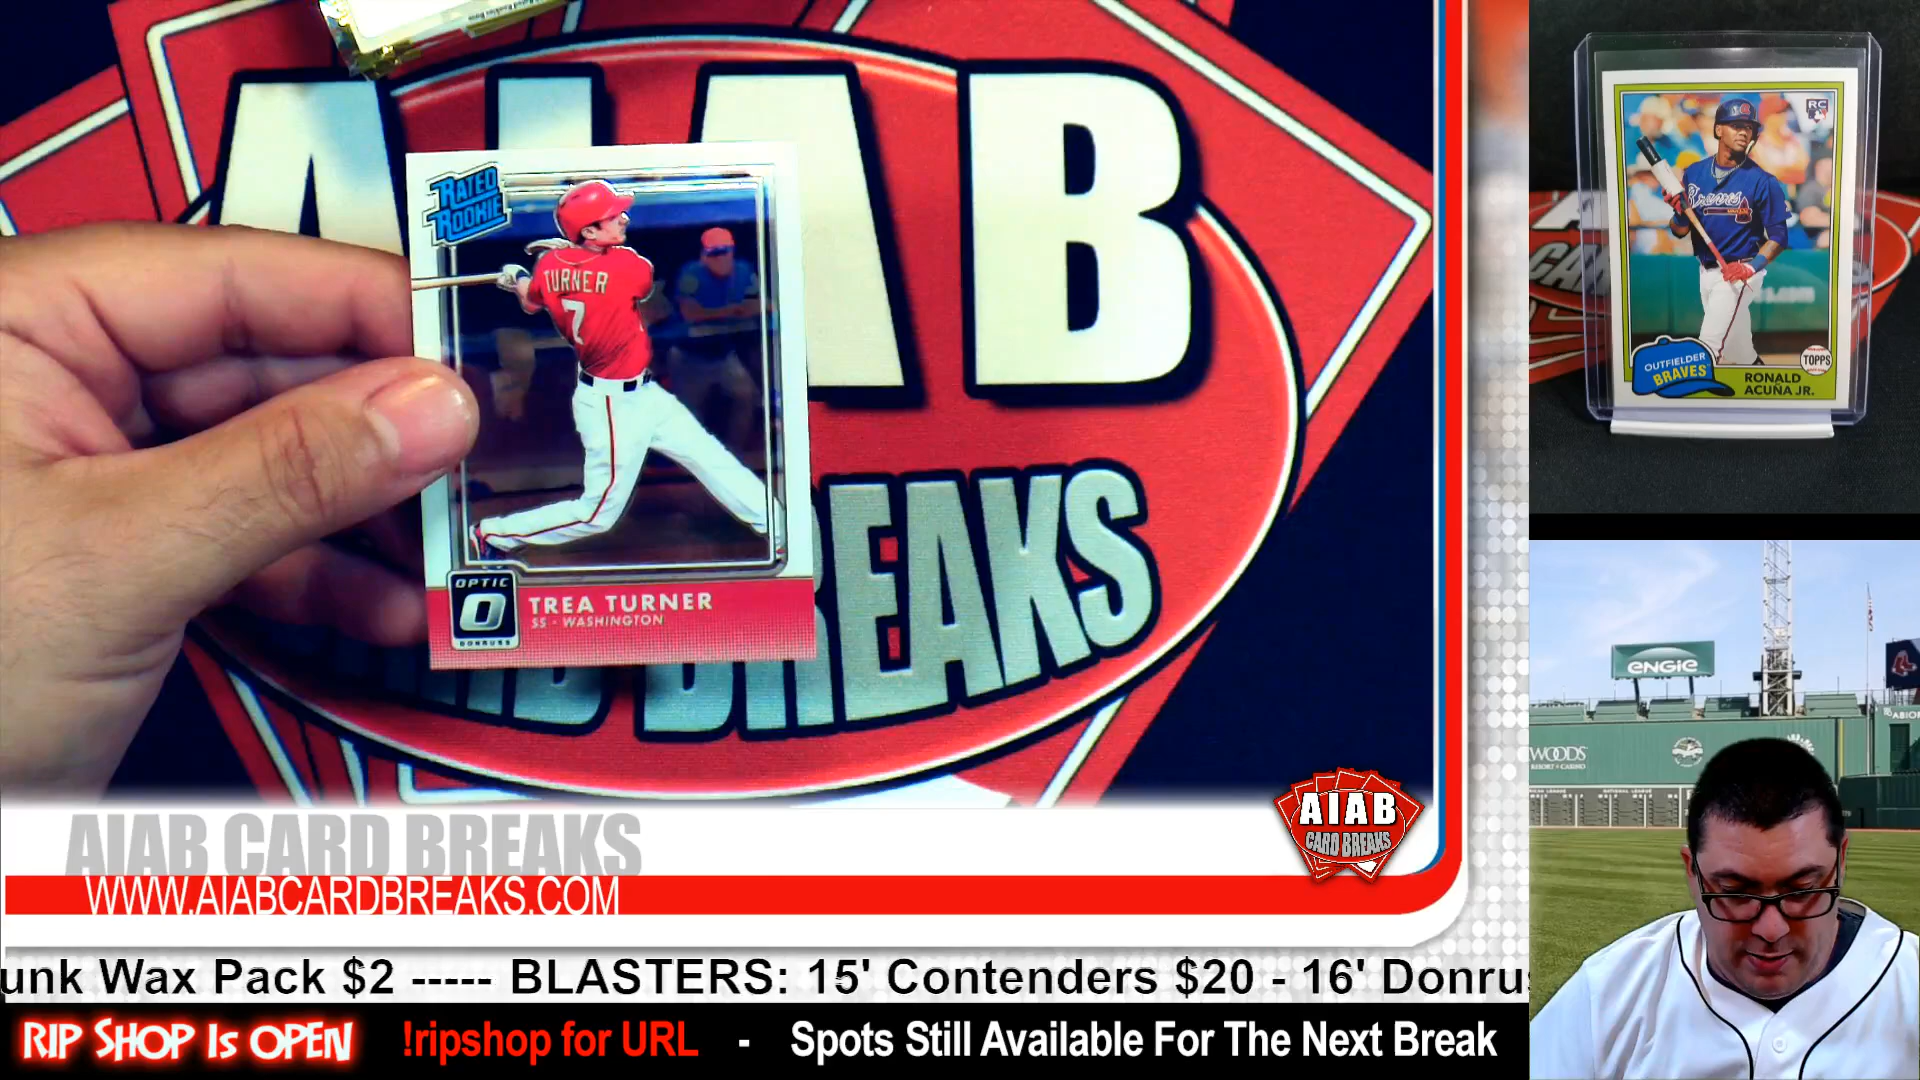 AIAB
CARD BREAKS
RATED
ROOKIE
TURNER
7
OPTIC
DONRUSS
TREA TURNER
SS - WASHINGTON
RC
Braves
OUTFIELDER
BRAVES
RONALD
ACUÑA JR.
TOPPS
ENGIE
WOODS
AIAB
CARD BREAKS
AIAB CARD BREAKS
WWW.AIABCARDBREAKS.COM
unk Wax Pack $2 ----- BLASTERS: 15' Contenders $20 - 16' Donrus
RIP SHOP IS OPEN
!ripshop for URL - Spots Still Available For The Next Break